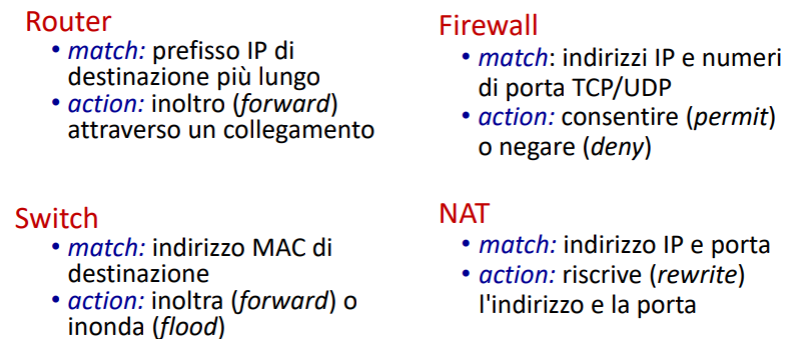 Router
• match: prefisso IP di
destinazione più lungo
• action: inoltro (forward)
attraverso un collegamento
Firewall
• match: indirizzi IP e numeri
di porta TCP/UDP
• action: consentire (permit)
o negare (deny)
Switch
• match: indirizzo MAC di
destinazione
• action: inoltra (forward) o
inonda (flood)
NAT
• match: indirizzo IP e porta
• action: riscrive (rewrite)
l'indirizzo e la porta